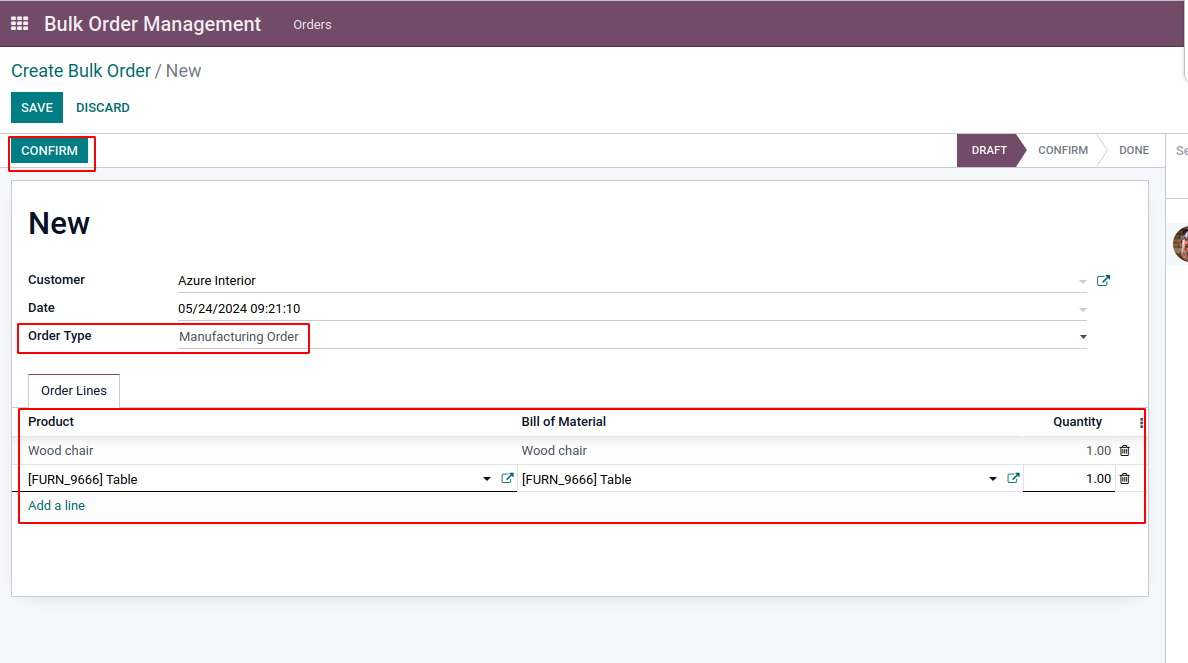 Bulk Order Management Orders
Create Bulk Order / New
SAVE DISCARD
CONFIRM DRAFT CONFIRM DONE
New
Customer Azure Interior
Date 05/24/2024 09:21:10
Order Type Manufacturing Order
Order Lines
Product Bill of Material Quantity
Wood chair Wood chair 1.00
[FURN_9666] Table [FURN_9666] Table 1.00
Add a line